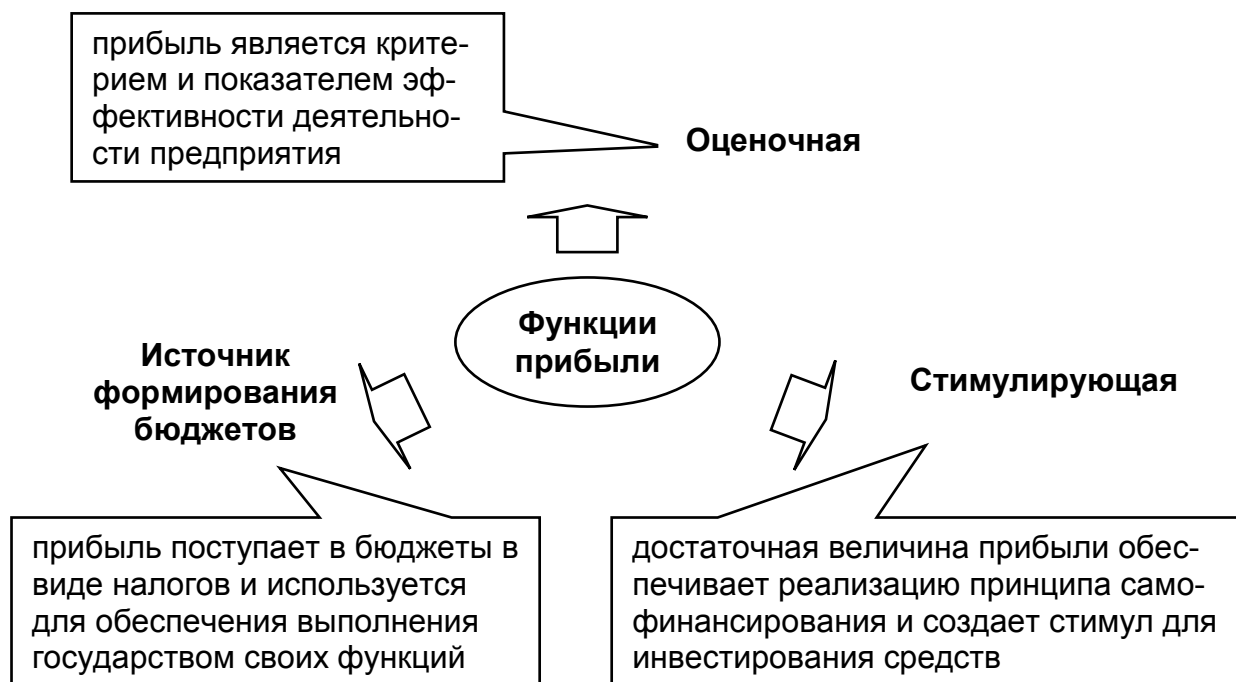 прибыль является крите-
рием и показателем эф-
фективности деятельно-
сти предприятия
Оценочная
Функции
прибыли
Источник
формирования
бюджетов
Стимулирующая
прибыль поступает в бюджеты в
виде налогов и используется
для обеспечения выполнения
государством своих функций
достаточная величина прибыли обес-
печивает реализацию принципа само-
финансирования и создает стимул для
инвестирования средств